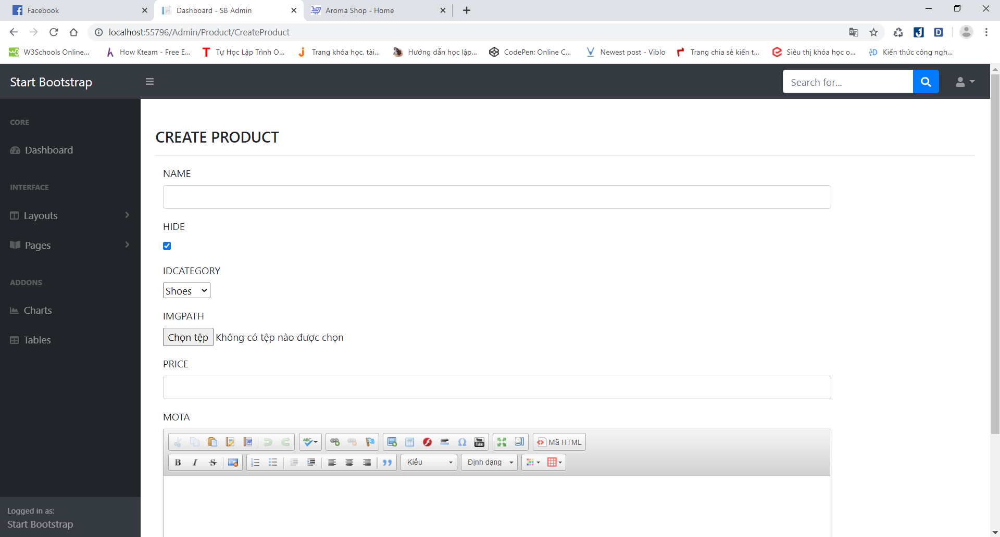 Facebook
Dashboard - SB Admin
Aroma Shop - Home
localhost:55796/Admin/Product/CreateProduct
W3Schools Online...
How Kteam - Free E...
Tự Học Lập Trình O...
Trang khóa học, tài...
Hướng dẫn học lập...
CodePen: Online C...
Newest post - Viblo
Trang chia sẻ kiến t...
Siêu thị khóa học o...
Kiến thức công ngh...
Start Bootstrap
Search for...
CORE
Dashboard
INTERFACE
Layouts
Pages
ADDONS
Charts
Tables
Logged in as:
Start Bootstrap
CREATE PRODUCT
NAME
HIDE
IDCATEGORY
Shoes
IMGPATH
Chọn tệp Không có tệp nào được chọn
PRICE
MOTA
ABC
You Tube
Mã HTML
B I S
HTML
Kiểu
Định dạng